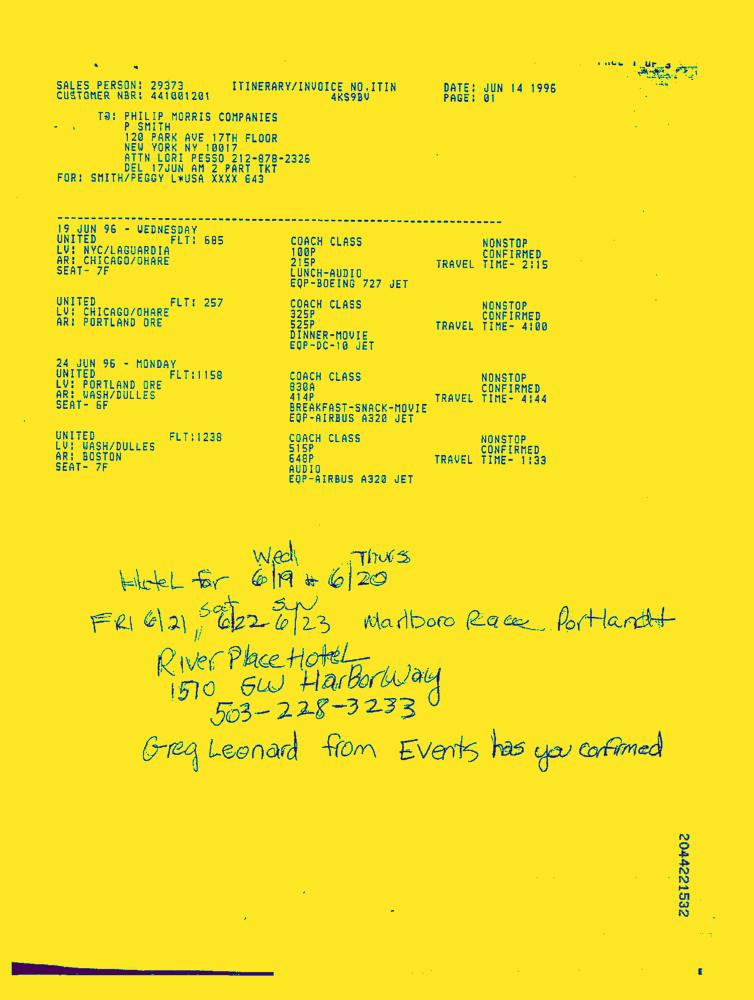 PAGE 1 OF 3
SALES PERSON: 29373 ITINERARY/INVOICE NO.ITIN DATE: JUN 14 1996
CUSTOMER NBR: 441001201 4KS9BV PAGE: 01
TO: PHILIP MORRIS COMPANIES
P SMITH
120 PARK AVE 17TH FLOOR
NEW YORK NY 10017
ATTN LORI PESSO 212-878-2326
DEL 17JUN AM 2 PART TKT
FOR: SMITH/PEGGY L*USA XXXX 643
19 JUN 96 - WEDNESDAY
UNITED FLT: 685 COACH CLASS NONSTOP
LV: NYC/LAGUARDIA 100P CONFIRMED
AR: CHICAGO/OHARE 215P TRAVEL TIME- 2:15
SEAT- 7F LUNCH-AUDIO
EQP-BOEING 727 JET
UNITED FLT: 257 COACH CLASS NONSTOP
LV: CHICAGO/OHARE 325P CONFIRMED
AR: PORTLAND ORE 525P TRAVEL TIME- 4:00
DINNER-MOVIE
EQP-DC-10 JET
24 JUN 96 - MONDAY
UNITED FLT:1158 COACH CLASS NONSTOP
LV: PORTLAND ORE 830A CONFIRMED
AR: WASH/DULLES 414P TRAVEL TIME- 4:44
SEAT- 6F BREAKFAST-SNACK-MOVIE
EQP-AIRBUS A320 JET
UNITED FLT:1238 COACH CLASS NONSTOP
LV: WASH/DULLES 515P CONFIRMED
AR: BOSTON 648P TRAVEL TIME- 1:33
SEAT- 7F AUDIO
EQP-AIRBUS A320 JET
Wed Thurs
Hotel for 6/19 + 6/20
Sat Sun
FRI 6/21, 6/22 6/23 Marlboro Race Portland
River Place Hotel
1510 SW Harbor Way
503-228-3233
Greg Leonard from Events has you confirmed
2044221532